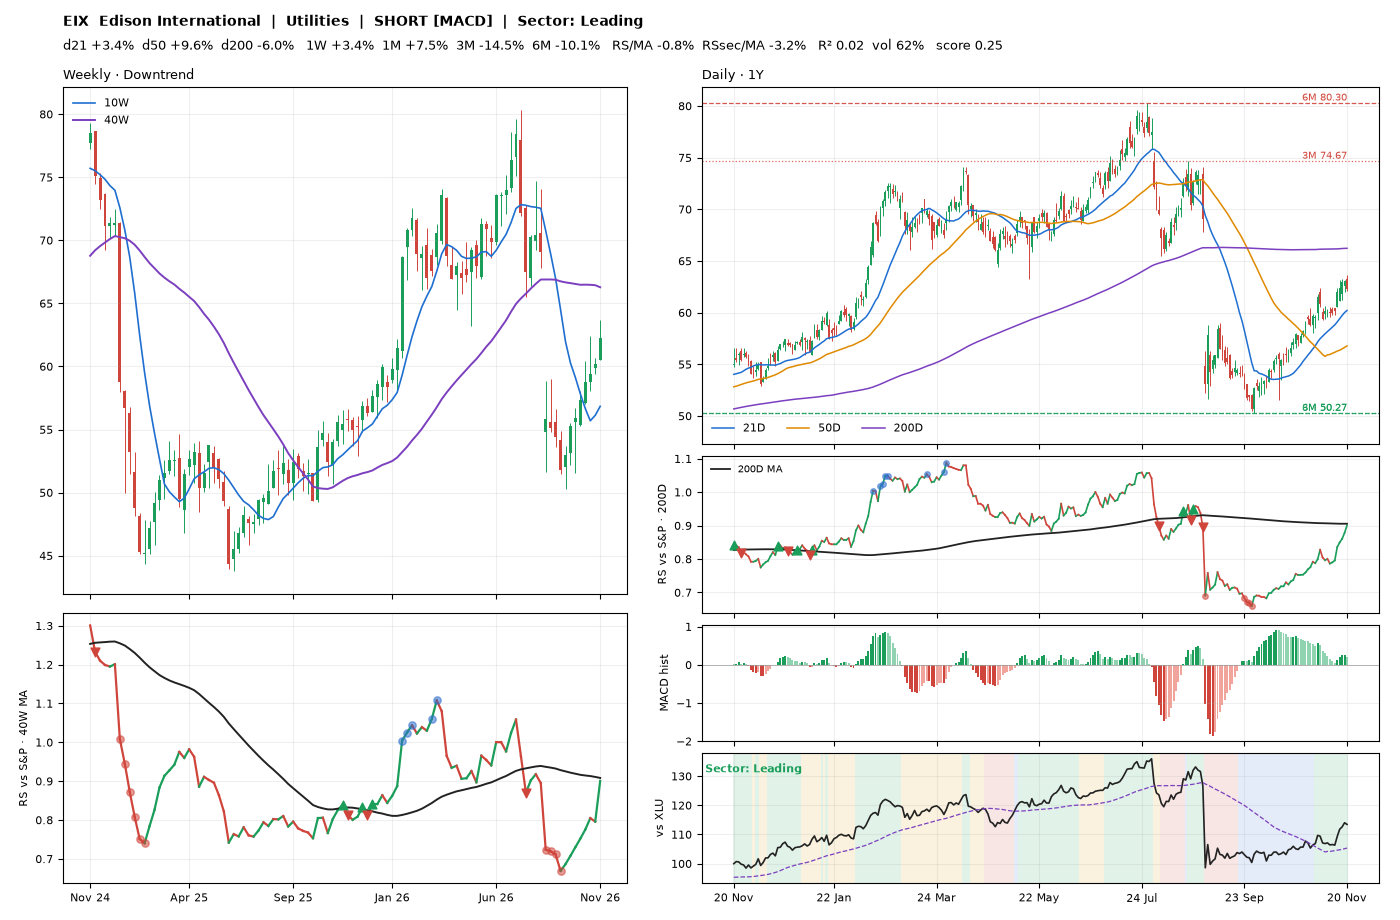 EIX  Edison International  |  Utilities  |  SHORT [MACD]  |  Sector: Leading
d21 +3.4%  d50 +9.6%  d200 -6.0%   1W +3.4%  1M +7.5%  3M -14.5%  6M -10.1%   RS/MA -0.8%  RSsec/MA -3.2%   R² 0.02  vol 62%   score 0.25
Weekly · Downtrend
10W
40W
80
75
70
65
60
55
50
45
RS vs S&P · 40W MA
1.3
1.2
1.1
1.0
0.9
0.8
0.7
Nov 24
Apr 25
Sep 25
Jan 26
Jun 26
Nov 26
Daily · 1Y
6M 80.30
3M 74.67
80
75
70
65
60
55
50
21D
50D
200D
RS vs S&P · 200D
200D MA
1.1
1.0
0.9
0.8
0.7
MACD hist
1
0
−1
−2
vs XLU
Sector: Leading
130
120
110
100
20 Nov
22 Jan
24 Mar
22 May
24 Jul
23 Sep
20 Nov